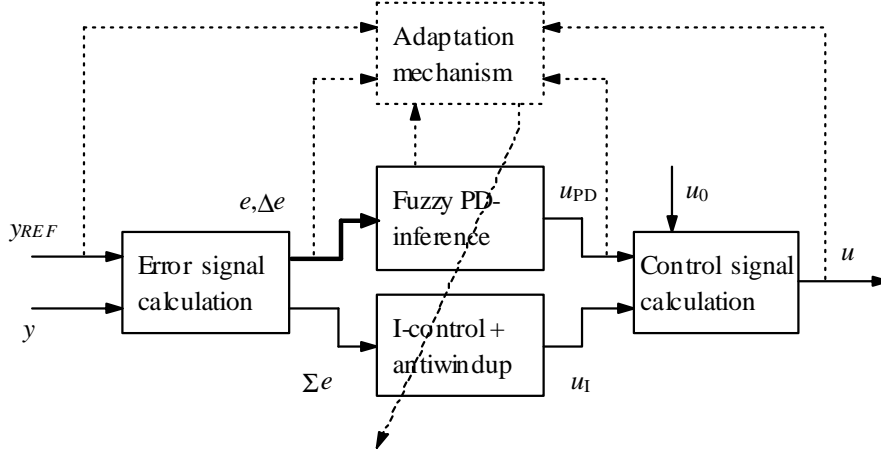 Adaptation
mechanism
e,Δe
Fuzzy PD-
inference
uPD
u0
yREF
Error signal
calculation
Control signal
calculation
u
y
I-control +
antiwindup
Σe
uI